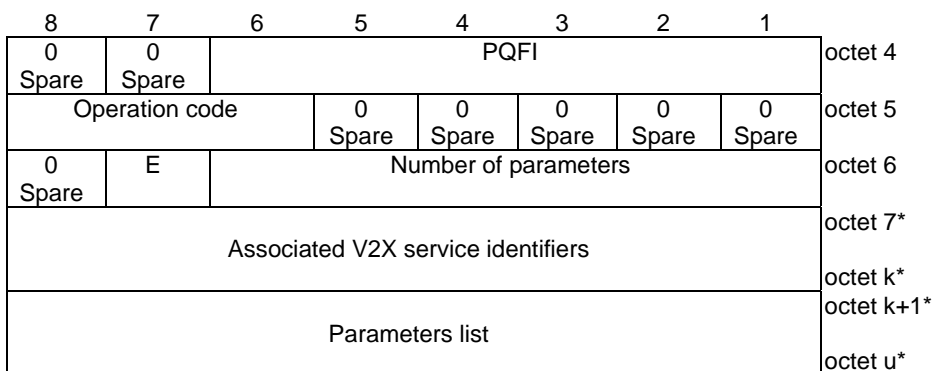 8 7 6 5 4 3 2 1
0 0 PQFI octet 4
Spare Spare
Operation code 0 0 0 0 0 octet 5
Spare Spare Spare Spare Spare
0 E Number of parameters octet 6
Spare
octet 7*
Associated V2X service identifiers
octet k*
octet k+1*
Parameters list
octet u*